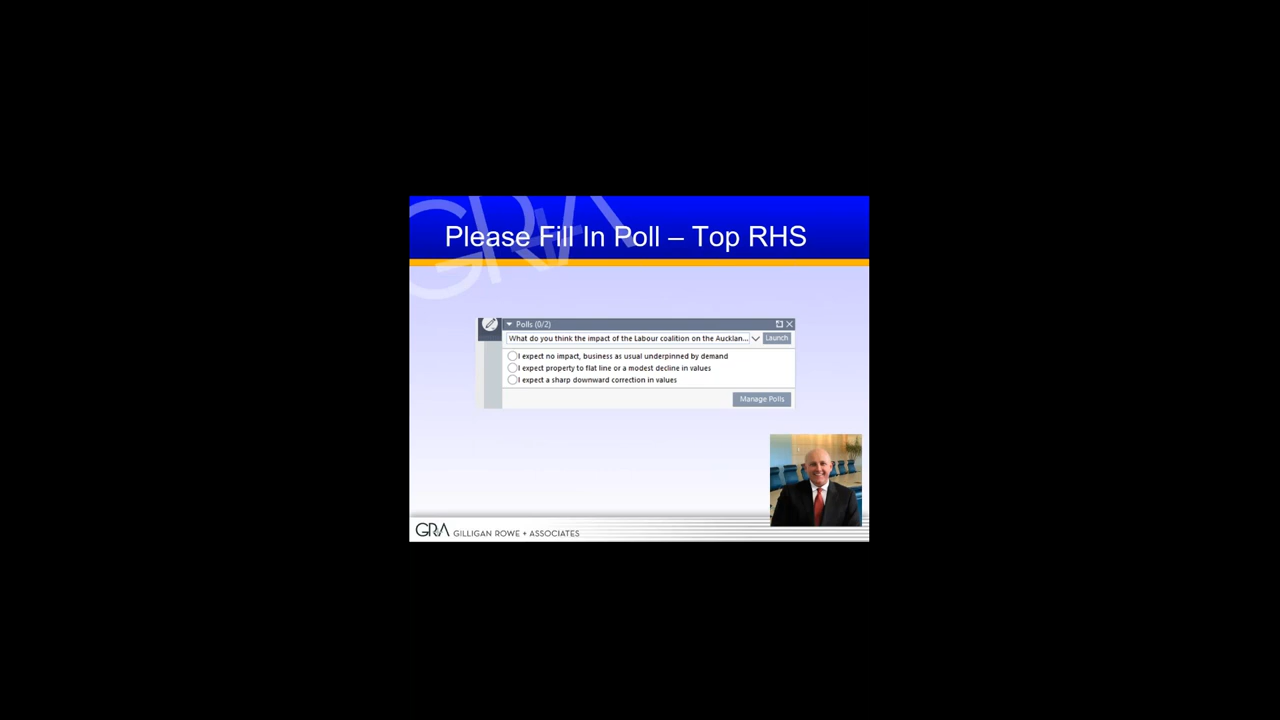 GRA
Please Fill In Poll – Top RHS
Polls (0/2)
What do you think the impact of the Labour coalition on the Aucklan...
Launch
I expect no impact, business as usual underpinned by demand
I expect property to flat line or a modest decline in values
I expect a sharp downward correction in values
Manage Polls
GRA GILLIGAN ROWE + ASSOCIATES